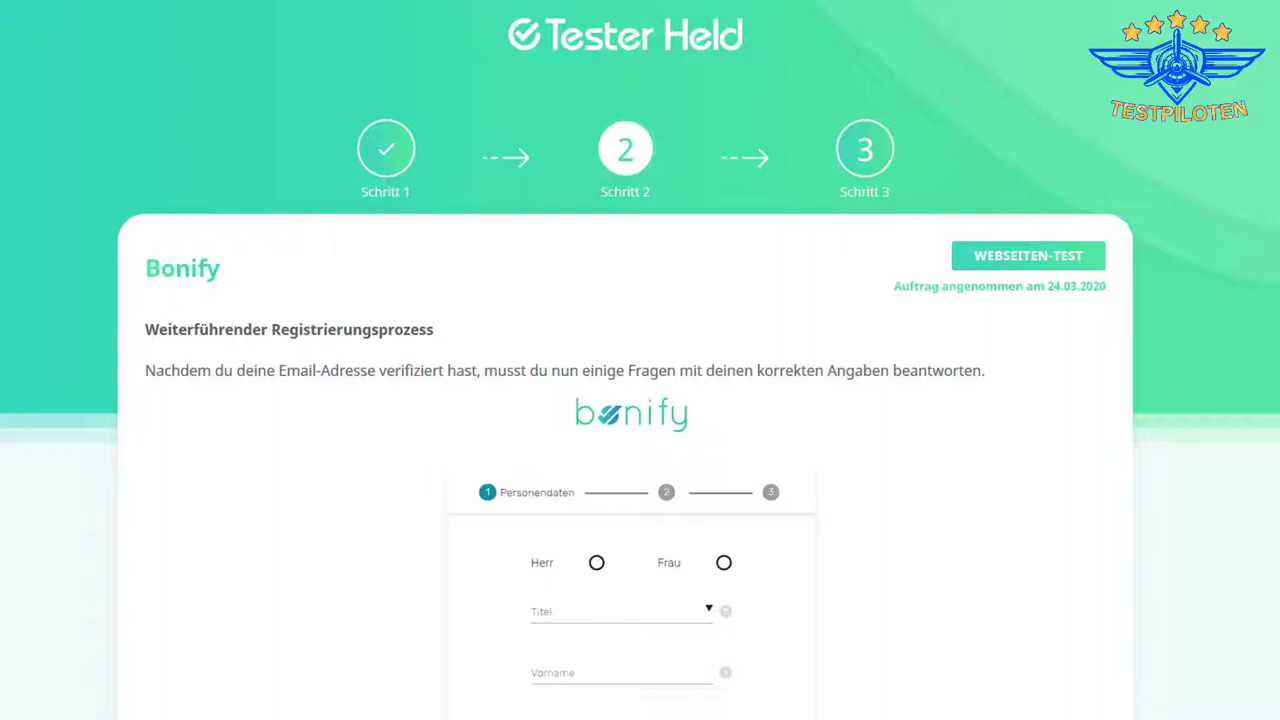 Tester Held
TESTPILOTEN
2
3
Schritt 1
Schritt 2
Schritt 3
Bonify
WEBSEITEN-TEST
Auftrag angenommen am 24.03.2020
Weiterführender Registrierungsprozess
Nachdem du deine Email-Adresse verifiziert hast, musst du nun einige Fragen mit deinen korrekten Angaben beantworten.
bonify
1 Personendaten 2 3
Herr Frau
Titel
Vorname